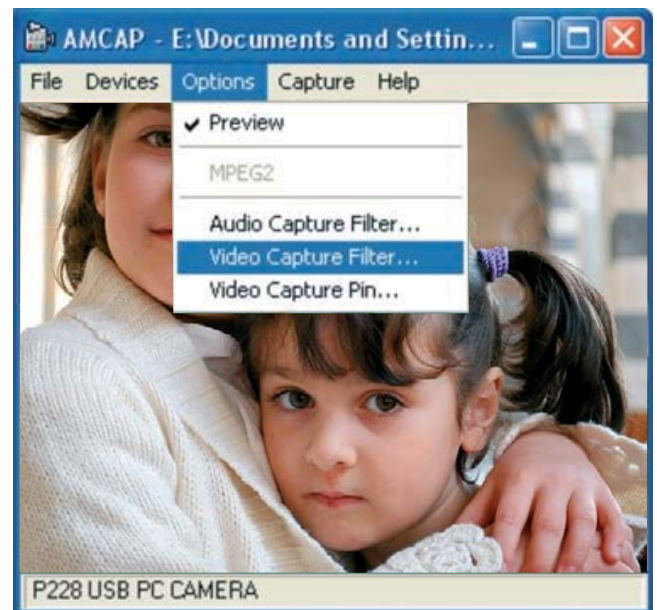 AMCAP - E:\Documents and Settin...
File Devices Options Capture Help
Preview
MPEG2
Audio Capture Filter...
Video Capture Filter...
Video Capture Pin...
P228 USB PC CAMERA